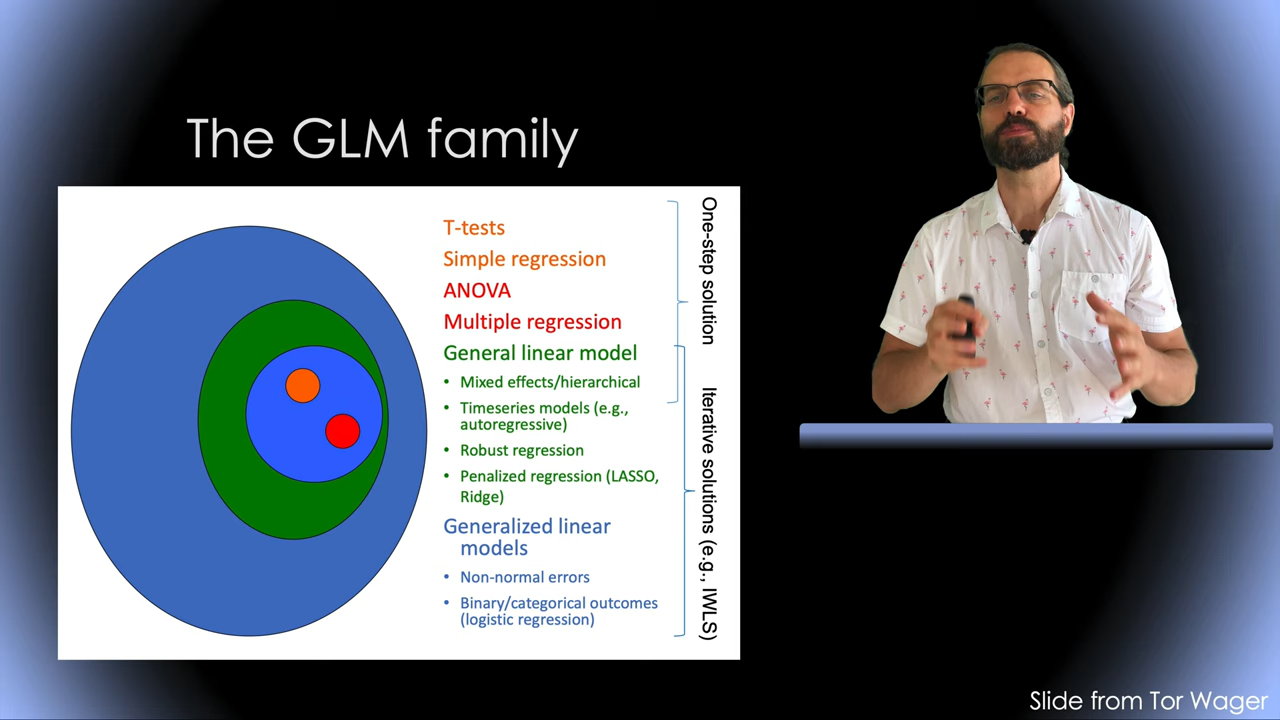 The GLM family
T-tests
Simple regression
ANOVA
Multiple regression
General linear model
• Mixed effects/hierarchical
• Timeseries models (e.g.,
autoregressive)
• Robust regression
• Penalized regression (LASSO,
Ridge)
Generalized linear
models
• Non-normal errors
• Binary/categorical outcomes
(logistic regression)
One-step solution
Iterative solutions (e.g., IWLS)
Slide from Tor Wager